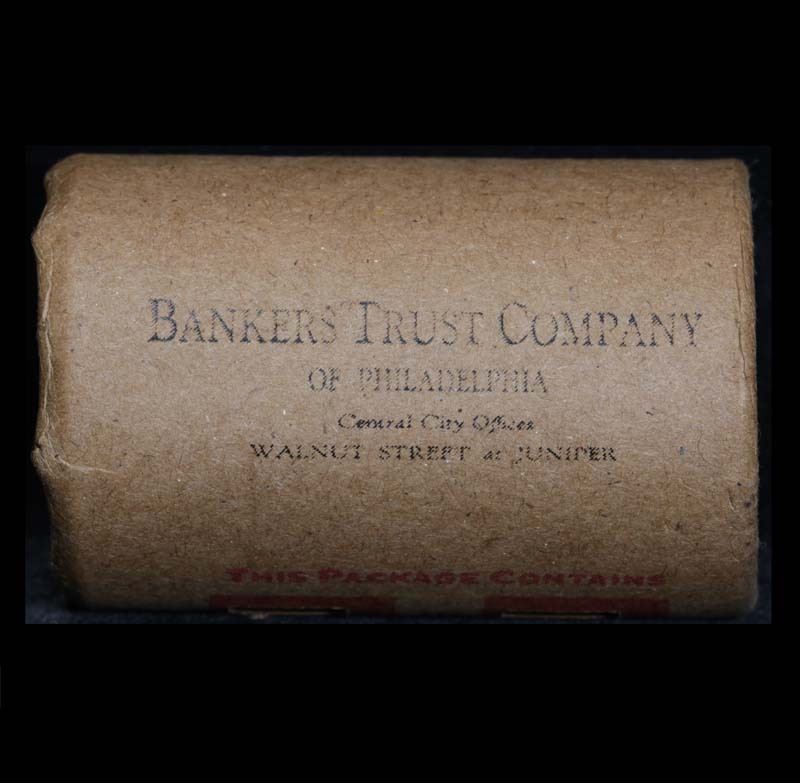 BANKERS TRUST COMPANY
OF PHILADELPHIA
Central City Offices
WALNUT STREET at JUNIPER
THIS PACKAGE CONTAINS